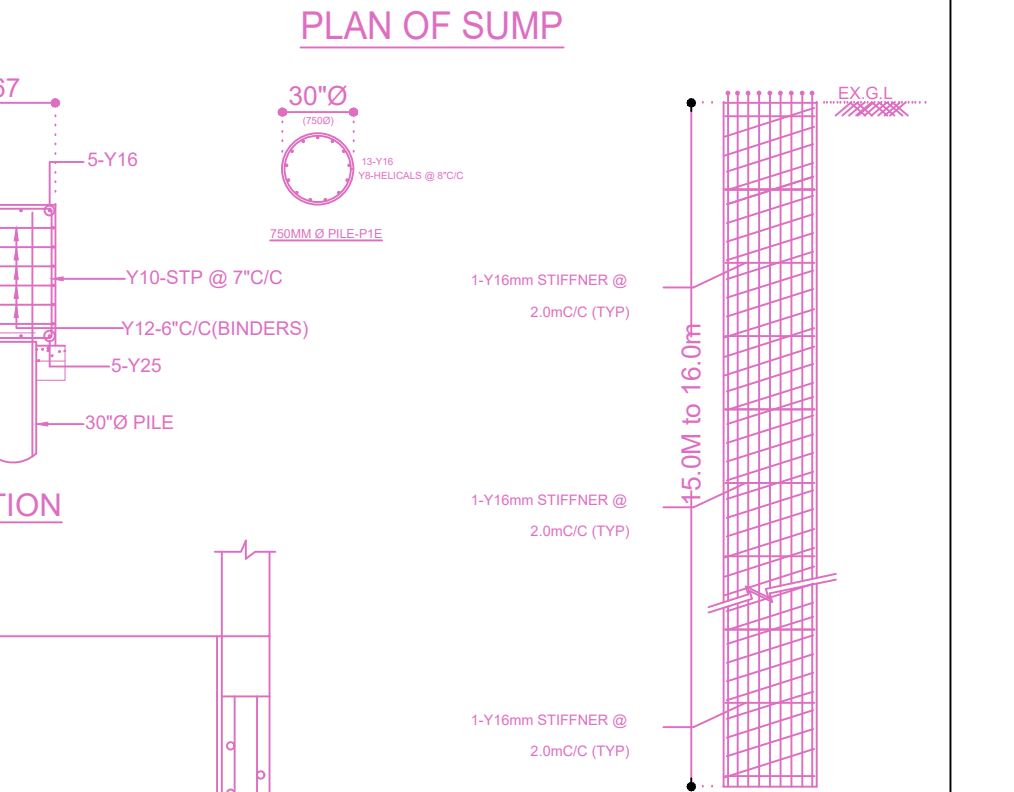 PLAN OF SUMP
67
30"Ø
(750Ø)
EX.G.L
5-Y16
13-Y16
Y8-HELICALS @ 8"C/C
750MM Ø PILE-P1E
Y10-STP @ 7"C/C
1-Y16mm STIFFNER @
2.0mC/C (TYP)
Y12-6"C/C(BINDERS)
5-Y25
15.0M to 16.0m
30"Ø PILE
TION
1-Y16mm STIFFNER @
2.0mC/C (TYP)
1-Y16mm STIFFNER @
2.0mC/C (TYP)